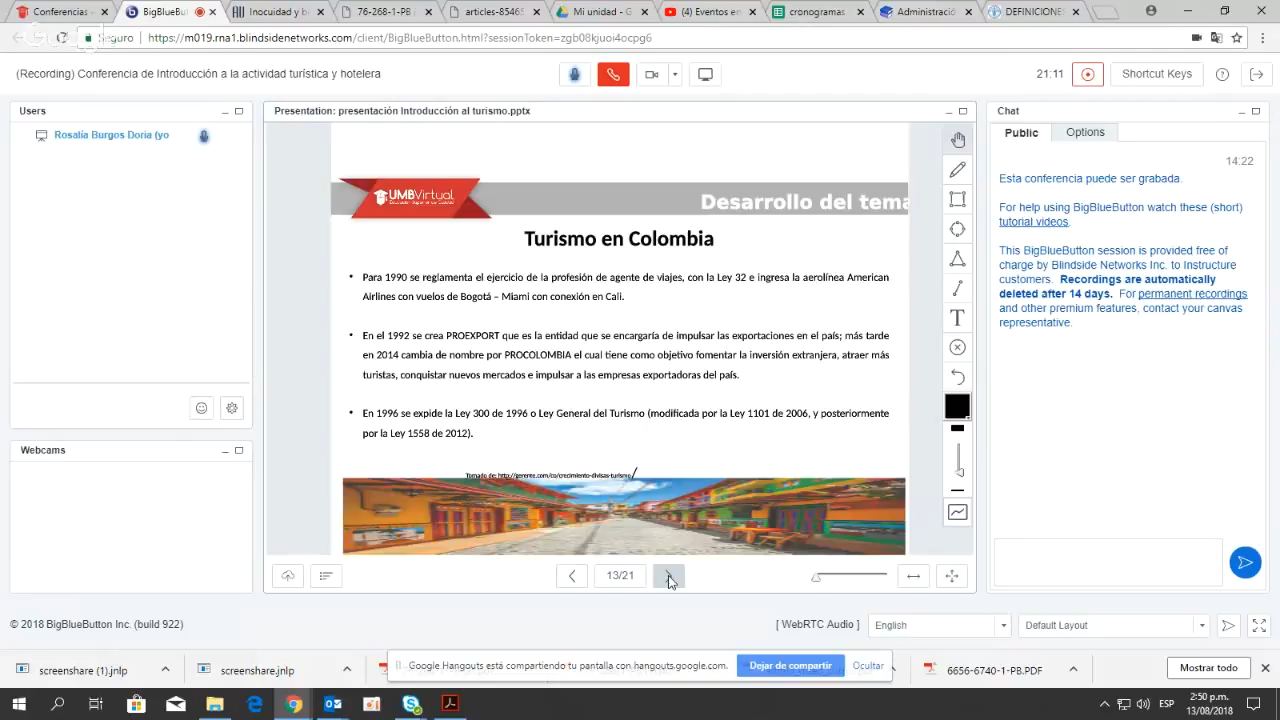 Conferencias –
BigBlueBut
Inocuidad y b
76-268-1-PB
articles-85465
Mi unidad - G
(4) Eventos en
cronogramas
Administració
DEFINICIONES
https://m019.rna1.blindsidenetworks.com/client/BigBlueButton.html?sessionToken=zgb08kjuoi4ocpg6
(Recording) Conferencia de Introducción a la actividad turística y hotelera
21:11
Shortcut Keys
Users
Presentation: presentación Introducción al turismo.pptx
Chat
Rosalía Burgos Doria (yo
Public
Options
14:22
Esta conferencia puede ser grabada.
For help using BigBlueButton watch these (short)
tutorial videos.
This BigBlueButton session is provided free of
charge by Blindside Networks Inc. to Instructure
customers. Recordings are automatically
deleted after 14 days. For permanent recordings
and other premium features, contact your canvas
representative.
UMBVirtual
Desarrollo del tema
Turismo en Colombia
• Para 1990 se reglamenta el ejercicio de la profesión de agente de viajes, con la Ley 32 e ingresa la aerolínea American
Airlines con vuelos de Bogotá – Miami con conexión en Cali.
• En el 1992 se crea PROEXPORT que es la entidad que se encargaría de impulsar las exportaciones en el país; más tarde
en 2014 cambia de nombre por PROCOLOMBIA el cual tiene como objetivo fomentar la inversión extranjera, atraer más
turistas, conquistar nuevos mercados e impulsar a las empresas exportadoras del país.
• En 1996 se expide la Ley 300 de 1996 o Ley General del Turismo (modificada por la Ley 1101 de 2006, y posteriormente
por la Ley 1558 de 2012).
Tomado de: http://gerente.com/co/crecimiento-divisas-turismo/
Webcams
13/21
© 2018 BigBlueButton Inc. (build 922)
[ WebRTC Audio ]
English
Default Layout
screenshare (1).jnlp
screenshare.jnlp
Google Hangouts está compartiendo tu pantalla con hangouts.google.com.
Dejar de compartir
Ocultar
6656-6740-1-PB.PDF
Mostrar todo
ESP
2:50 p.m.
13/08/2018